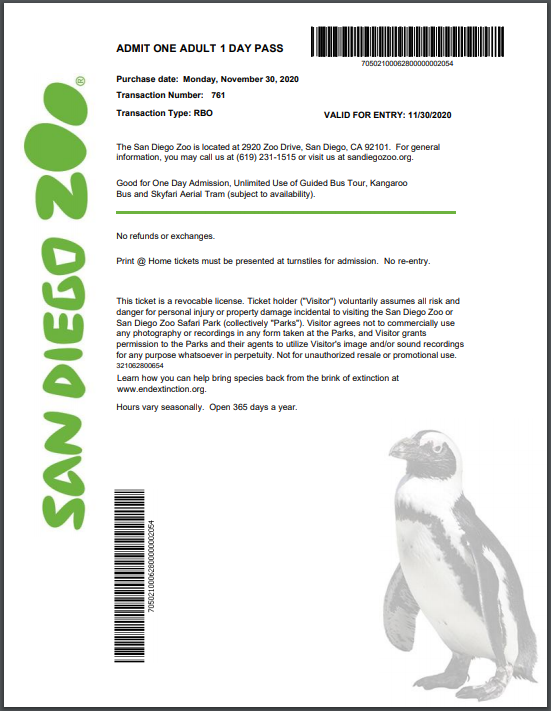 ADMIT ONE ADULT 1 DAY PASS
70502100062800000002054
Purchase date: Monday, November 30, 2020
Transaction Number: 761
Transaction Type: RBO
VALID FOR ENTRY: 11/30/2020
The San Diego Zoo is located at 2920 Zoo Drive, San Diego, CA 92101. For general
information, you may call us at (619) 231-1515 or visit us at sandiegozoo.org.
Good for One Day Admission, Unlimited Use of Guided Bus Tour, Kangaroo
Bus and Skyfari Aerial Tram (subject to availability).
No refunds or exchanges.
Print @ Home tickets must be presented at turnstiles for admission. No re-entry.
This ticket is a revocable license. Ticket holder ("Visitor") voluntarily assumes all risk and
danger for personal injury or property damage incidental to visiting the San Diego Zoo or
San Diego Zoo Safari Park (collectively "Parks"). Visitor agrees not to commercially use
any photography or recordings in any form taken at the Parks, and Visitor grants
permission to the Parks and their agents to utilize Visitor's image and/or sound recordings
for any purpose whatsoever in perpetuity. Not for unauthorized resale or promotional use.
321062800654
Learn how you can help bring species back from the brink of extinction at
www.endextinction.org.
Hours vary seasonally. Open 365 days a year.
SAN DIEGO ZOO®
70502100062800000002054